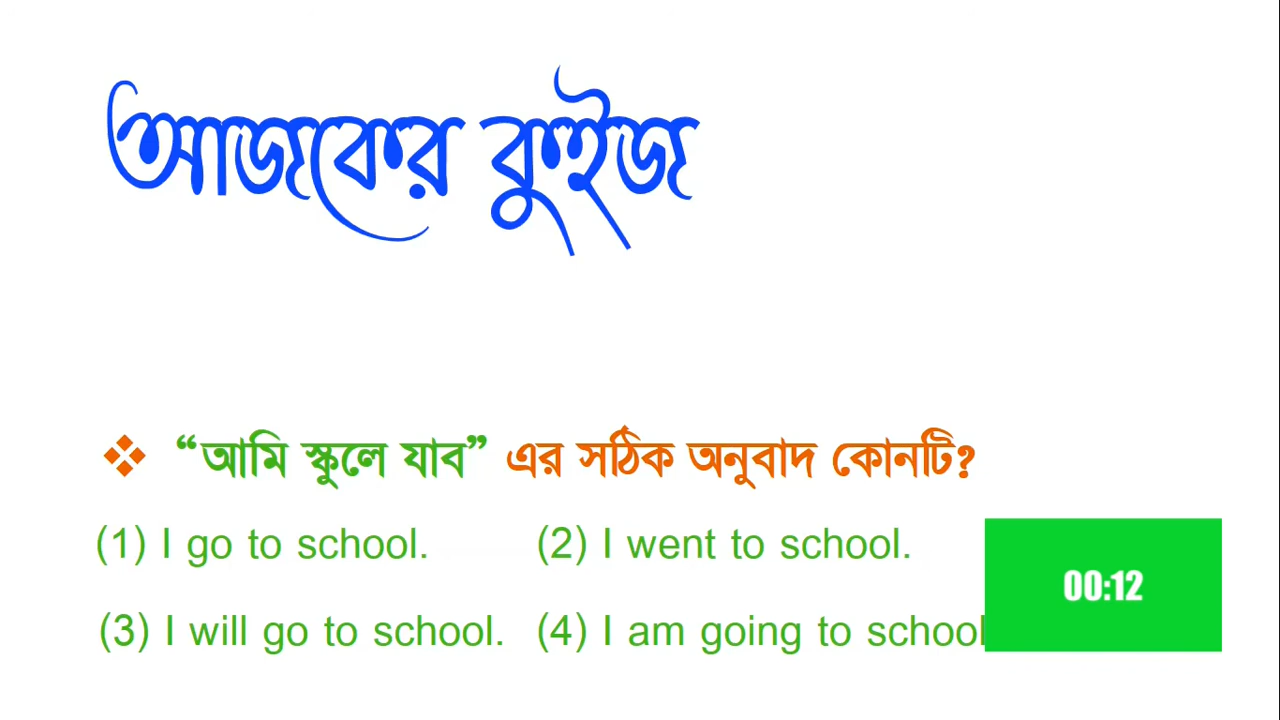 আজকের কুইজ
❖ “আমি স্কুলে যাব” এর সঠিক অনুবাদ কোনটি?
(1) I go to school. (2) I went to school.
00:12
(3) I will go to school. (4) I am going to school